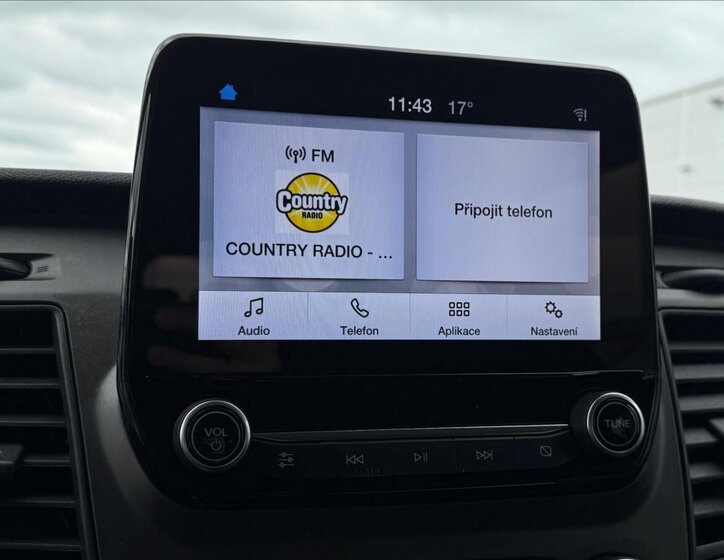 11:43 17°
FM
Country
RADIO
COUNTRY RADIO - ...
Připojit telefon
Audio
Telefon
Aplikace
Nastavení
VOL
TUNE